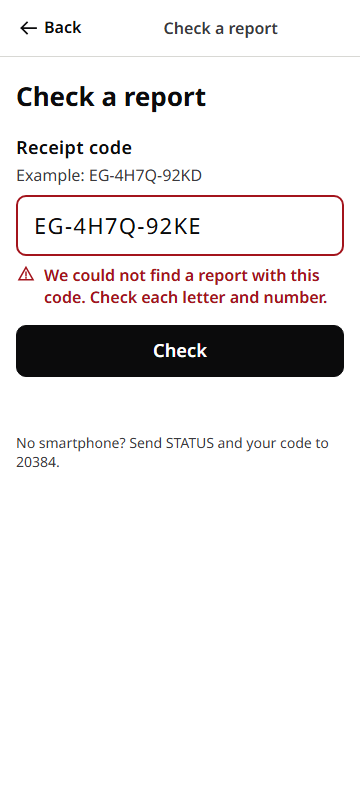 Back
Check a report
Check a report
Receipt code
Example: EG-4H7Q-92KD
EG-4H7Q-92KE
We could not find a report with this
code. Check each letter and number.
Check
No smartphone? Send STATUS and your code to
20384.